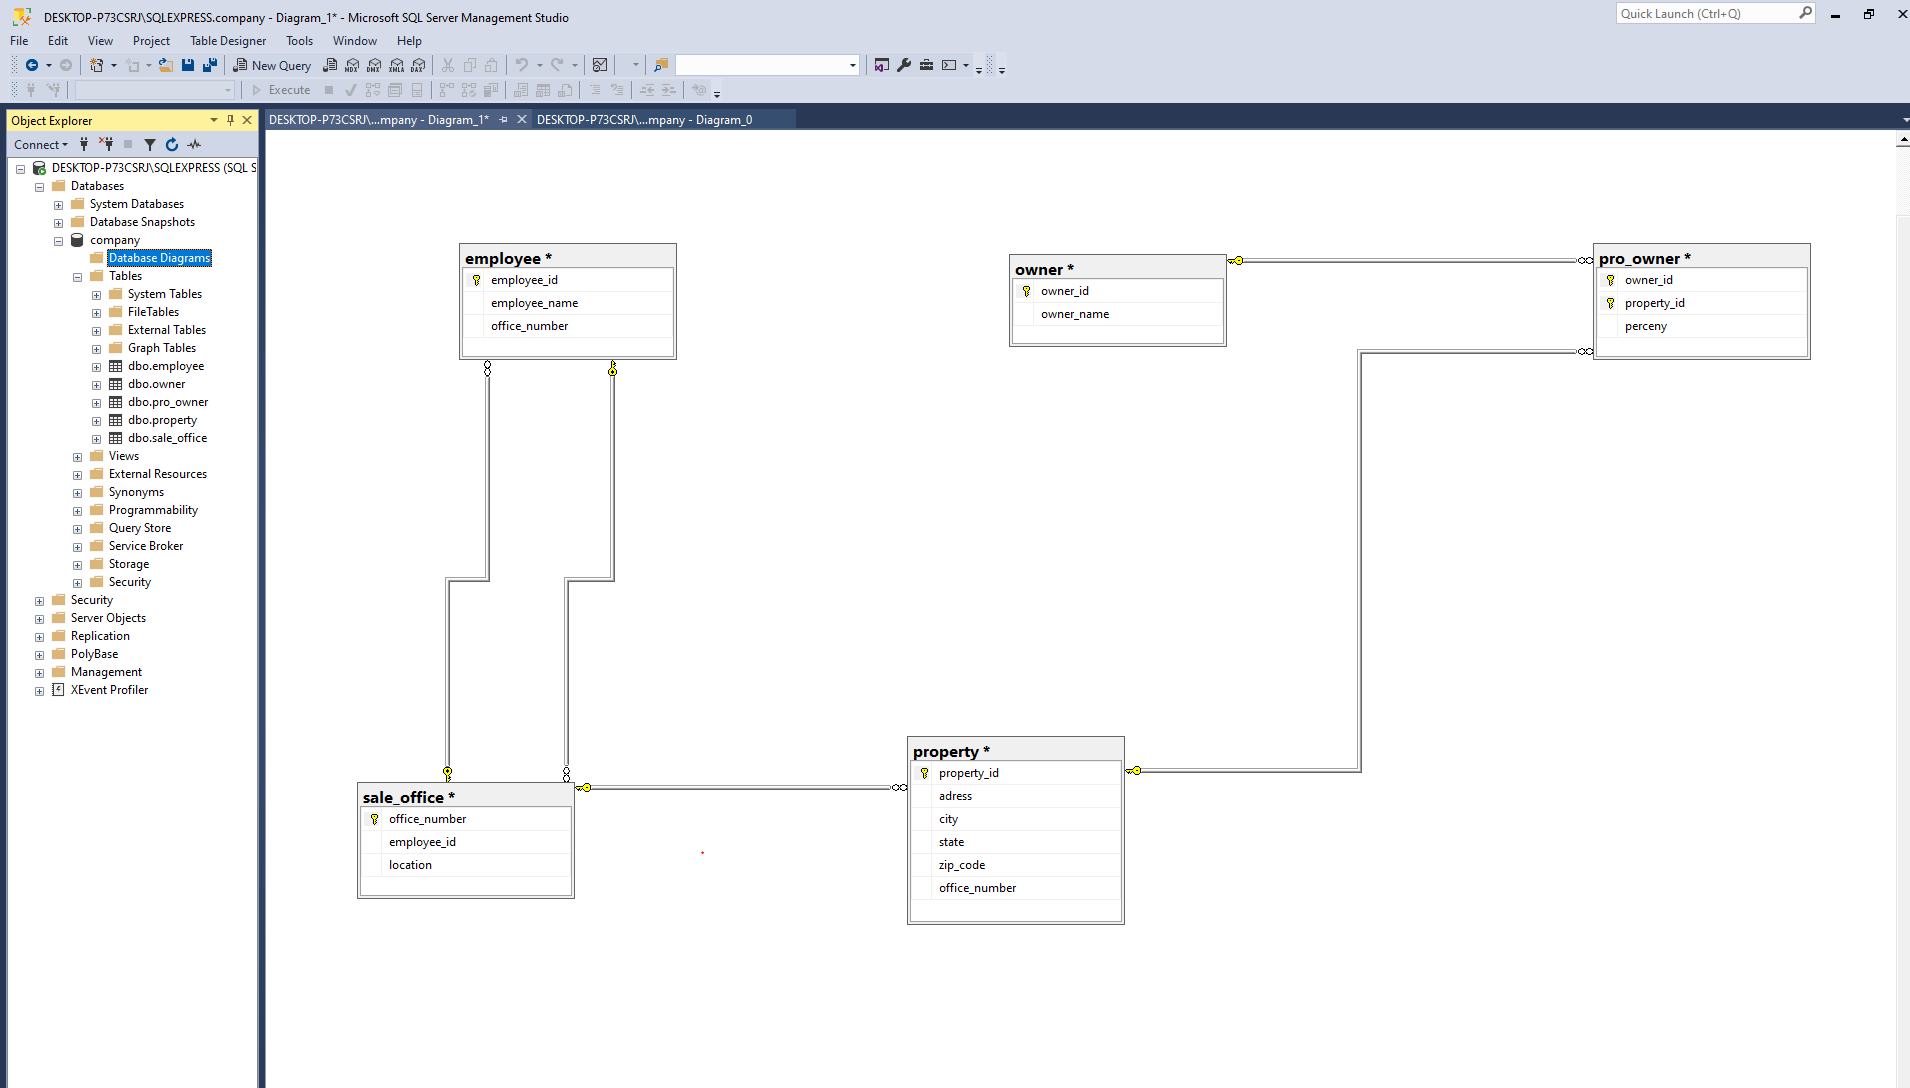 DESKTOP-P73CSRJ\SQLEXPRESS.company - Diagram_1* - Microsoft SQL Server Management Studio
Quick Launch (Ctrl+Q)
File Edit View Project Table Designer Tools Window Help
New Query MDX DMX XMLA DAX
Execute
Object Explorer
DESKTOP-P73CSRJ\...mpany - Diagram_1* DESKTOP-P73CSRJ\...mpany - Diagram_0
Connect
DESKTOP-P73CSRJ\SQLEXPRESS (SQL S
Databases
System Databases
Database Snapshots
company
Database Diagrams
Tables
System Tables
FileTables
External Tables
Graph Tables
dbo.employee
dbo.owner
dbo.pro_owner
dbo.property
dbo.sale_office
Views
External Resources
Synonyms
Programmability
Query Store
Service Broker
Storage
Security
Security
Server Objects
Replication
PolyBase
Management
XEvent Profiler
employee *
employee_id
employee_name
office_number
owner *
owner_id
owner_name
pro_owner *
owner_id
property_id
perceny
sale_office *
office_number
employee_id
location
property *
property_id
adress
city
state
zip_code
office_number